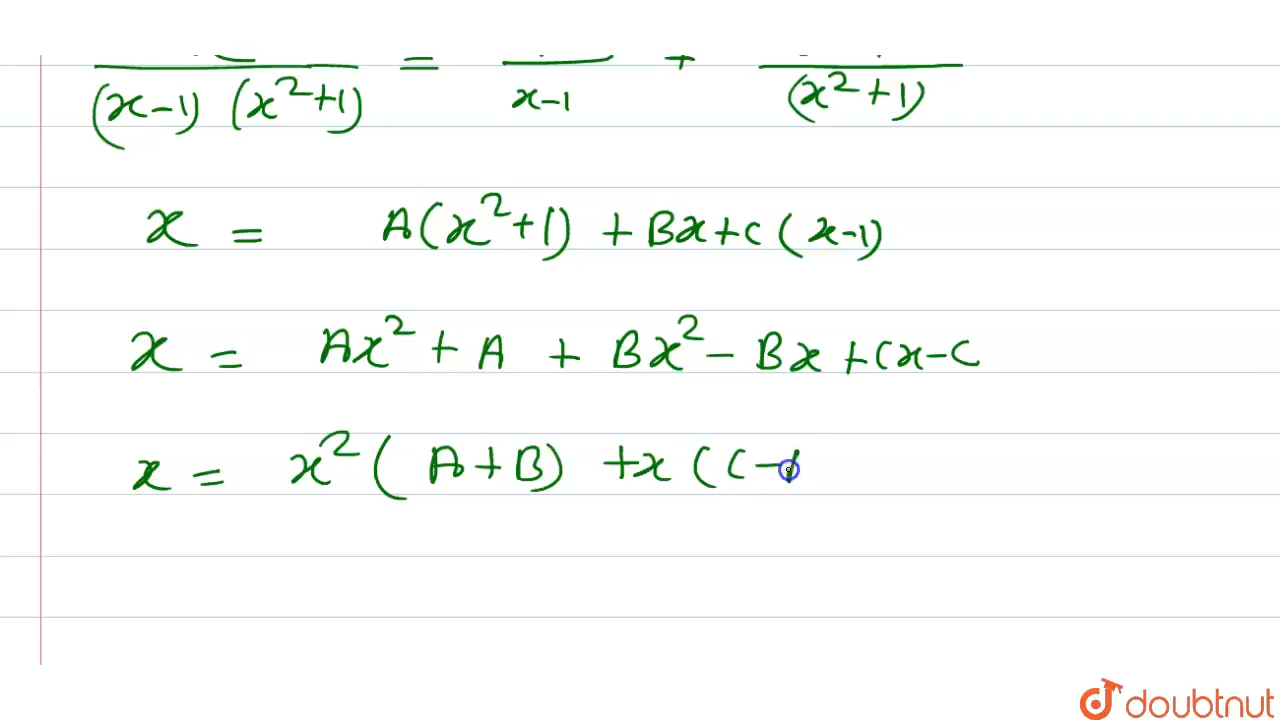 (x-1) (x²+1) = x-1 + (x²+1)
x = A(x²+1) + Bx+C (x-1)
x = Ax² + A + Bx² - Bx + Cx - C
x = x² (A+B) + x (C-
doubtnut